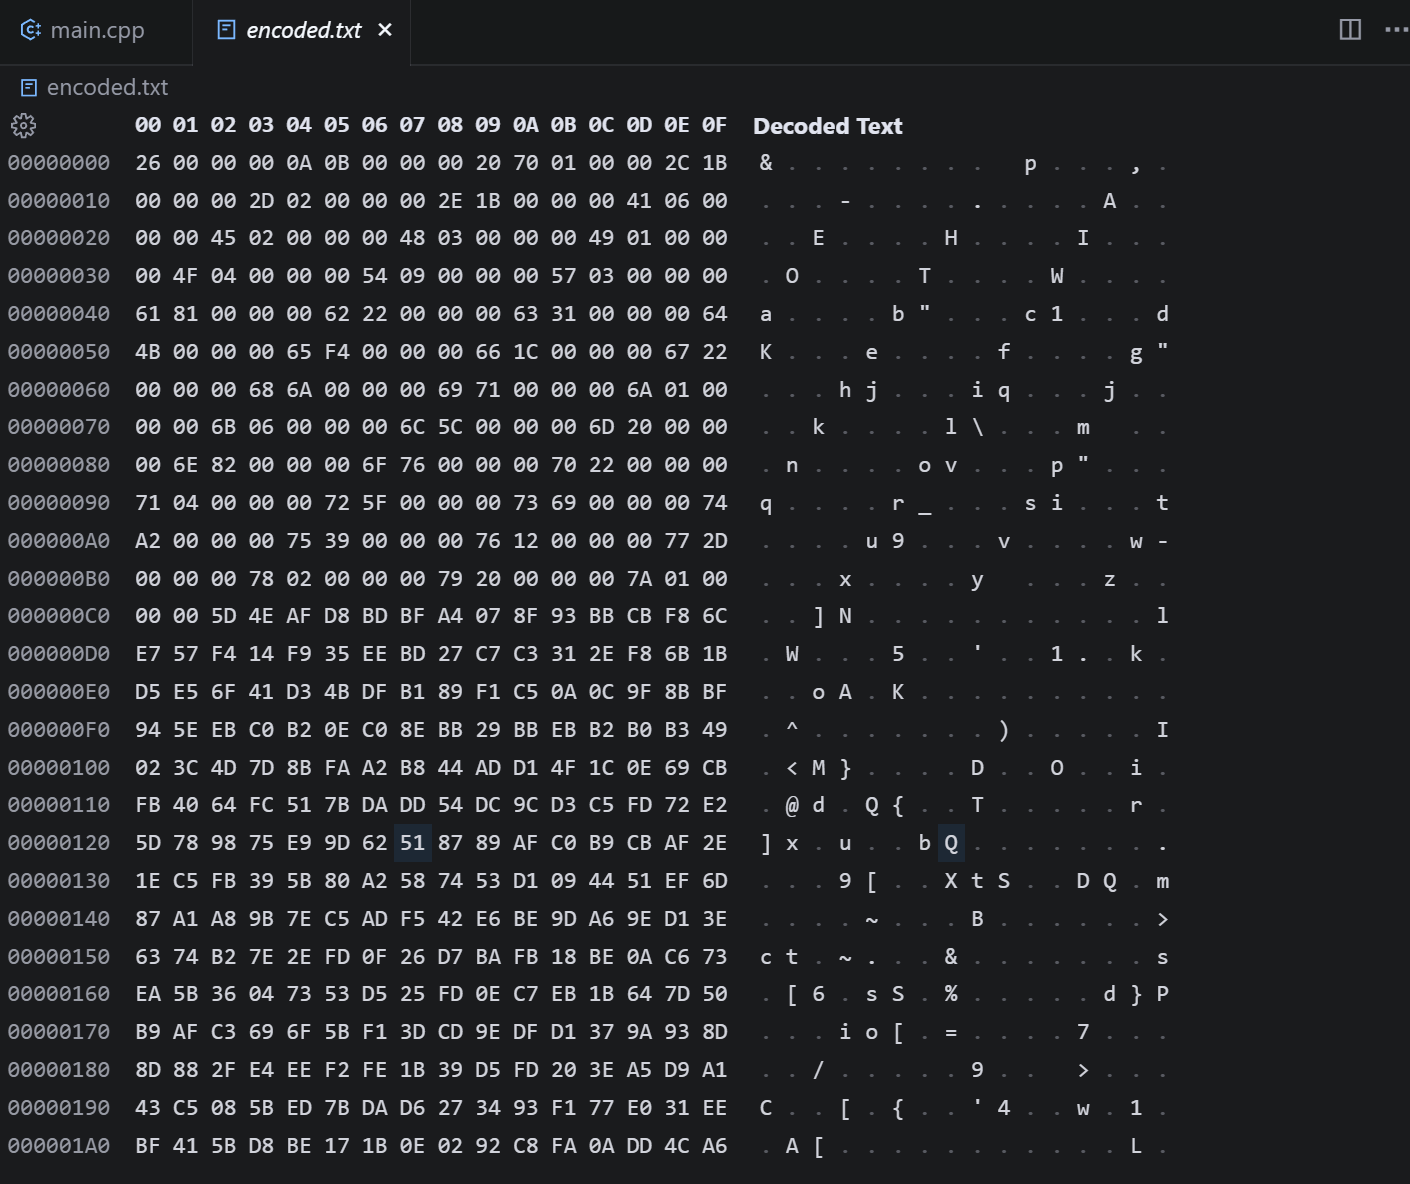 main.cpp encoded.txt
encoded.txt
00 01 02 03 04 05 06 07 08 09 0A 0B 0C 0D 0E 0F Decoded Text
00000000 26 00 00 00 0A 0B 00 00 00 20 70 01 00 00 2C 1B & . . . . . . . . p . . . , .
00000010 00 00 00 2D 02 00 00 00 2E 1B 00 00 00 41 06 00 . . . - . . . . . . . . . A . .
00000020 00 00 45 02 00 00 00 48 03 00 00 00 49 01 00 00 . . E . . . . H . . . . I . . .
00000030 00 4F 04 00 00 00 54 09 00 00 00 57 03 00 00 00 . O . . . . T . . . . W . . . .
00000040 61 81 00 00 00 62 22 00 00 00 63 31 00 00 00 64 a . . . . b " . . . c 1 . . . d
00000050 4B 00 00 00 65 F4 00 00 00 66 1C 00 00 00 67 22 K . . . e . . . . f . . . . g "
00000060 00 00 00 68 6A 00 00 00 69 71 00 00 00 6A 01 00 . . . h j . . . i q . . . j . .
00000070 00 00 6B 06 00 00 00 6C 5C 00 00 00 6D 20 00 00 . . k . . . . l \ . . . m . .
00000080 00 6E 82 00 00 00 6F 76 00 00 00 70 22 00 00 00 . n . . . . o v . . . p " . . .
00000090 71 04 00 00 00 72 5F 00 00 00 73 69 00 00 00 74 q . . . . r _ . . . s i . . . t
000000A0 A2 00 00 00 75 39 00 00 00 76 12 00 00 00 77 2D . . . . u 9 . . . v . . . . w -
000000B0 00 00 00 78 02 00 00 00 79 20 00 00 00 7A 01 00 . . . x . . . . y . . . z . .
000000C0 00 00 5D 4E AF D8 BD BF A4 07 8F 93 BB CB F8 6C . . ] N . . . . . . . . . . . l
000000D0 E7 57 F4 14 F9 35 EE BD 27 C7 C3 31 2E F8 6B 1B . W . . . 5 . . ' . . 1 . . k .
000000E0 D5 E5 6F 41 D3 4B DF B1 89 F1 C5 0A 0C 9F 8B BF . . o A . K . . . . . . . . . .
000000F0 94 5E EB C0 B2 0E C0 8E BB 29 BB EB B2 B0 B3 49 . ^ . . . . . . . ) . . . . . I
00000100 02 3C 4D 7D 8B FA A2 B8 44 AD D1 4F 1C 0E 69 CB . < M } . . . . D . . O . . i .
00000110 FB 40 64 FC 51 7B DA DD 54 DC 9C D3 C5 FD 72 E2 . @ d . Q { . . T . . . . . r .
00000120 5D 78 98 75 E9 9D 62 51 87 89 AF C0 B9 CB AF 2E ] x . u . . b Q . . . . . . . .
00000130 1E C5 FB 39 5B 80 A2 58 74 53 D1 09 44 51 EF 6D . . . 9 [ . . X t S . . D Q . m
00000140 87 A1 A8 9B 7E C5 AD F5 42 E6 BE 9D A6 9E D1 3E . . . . ~ . . . B . . . . . . >
00000150 63 74 B2 7E 2E FD 0F 26 D7 BA FB 18 BE 0A C6 73 c t . ~ . . . & . . . . . . . s
00000160 EA 5B 36 04 73 53 D5 25 FD 0E C7 EB 1B 64 7D 50 . [ 6 . s S . % . . . . . d } P
00000170 B9 AF C3 69 6F 5B F1 3D CD 9E DF D1 37 9A 93 8D . . . i o [ . = . . . . 7 . . .
00000180 8D 88 2F E4 EE F2 FE 1B 39 D5 FD 20 3E A5 D9 A1 . . / . . . . . 9 . . > . . .
00000190 43 C5 08 5B ED 7B DA D6 27 34 93 F1 77 E0 31 EE C . . [ . { . . ' 4 . . w . 1 .
000001A0 BF 41 5B D8 BE 17 1B 0E 02 92 C8 FA 0A DD 4C A6 . A [ . . . . . . . . . . . L .